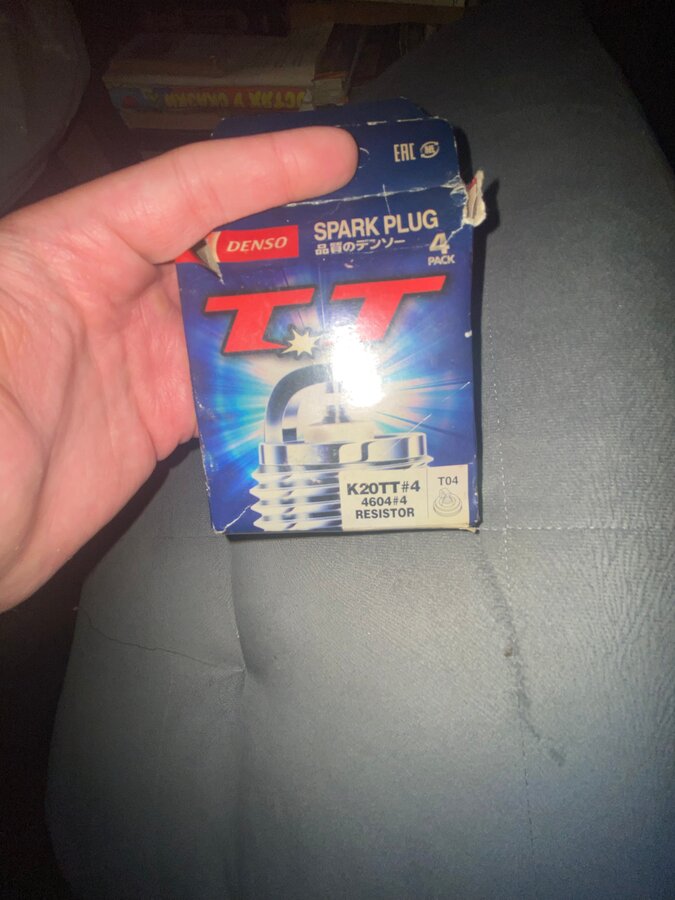 EAC
DENSO
SPARK PLUG
品質のデンソー
4
PACK
TT
K20TT#4
4604#4
RESISTOR
T04